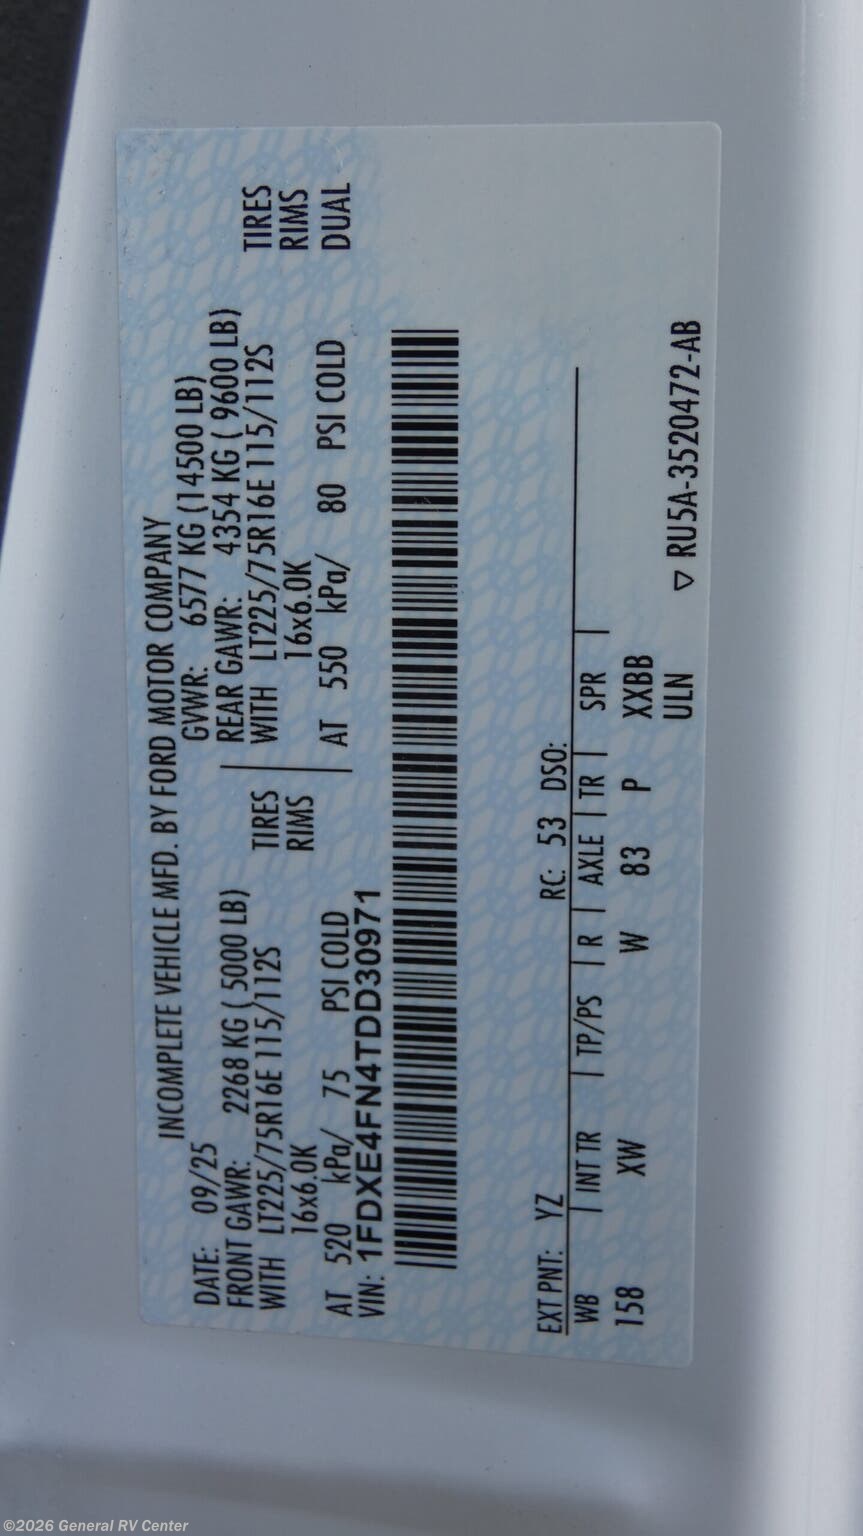 INCOMPLETE VEHICLE MFD. BY FORD MOTOR COMPANY
DATE: 09/25 GVWR: 6577 KG (14500 LB)
FRONT GAWR: 2268 KG ( 5000 LB) REAR GAWR: 4354 KG ( 9600 LB)
WITH LT225/75R16E 115/112S TIRES WITH LT225/75R16E 115/112S TIRES
16x6.0K RIMS 16x6.0K RIMS
AT 520 kPa/ 75 PSI COLD AT 550 kPa/ 80 PSI COLD DUAL
VIN: 1FDXE4FN4TDD30971
EXT PNT: YZ RC: 53 DSO:
WB INT TR TP/PS R AXLE TR SPR
158 XW W 83 P XXBB
ULN
▽ RU5A-3520472-AB
©2026 General RV Center